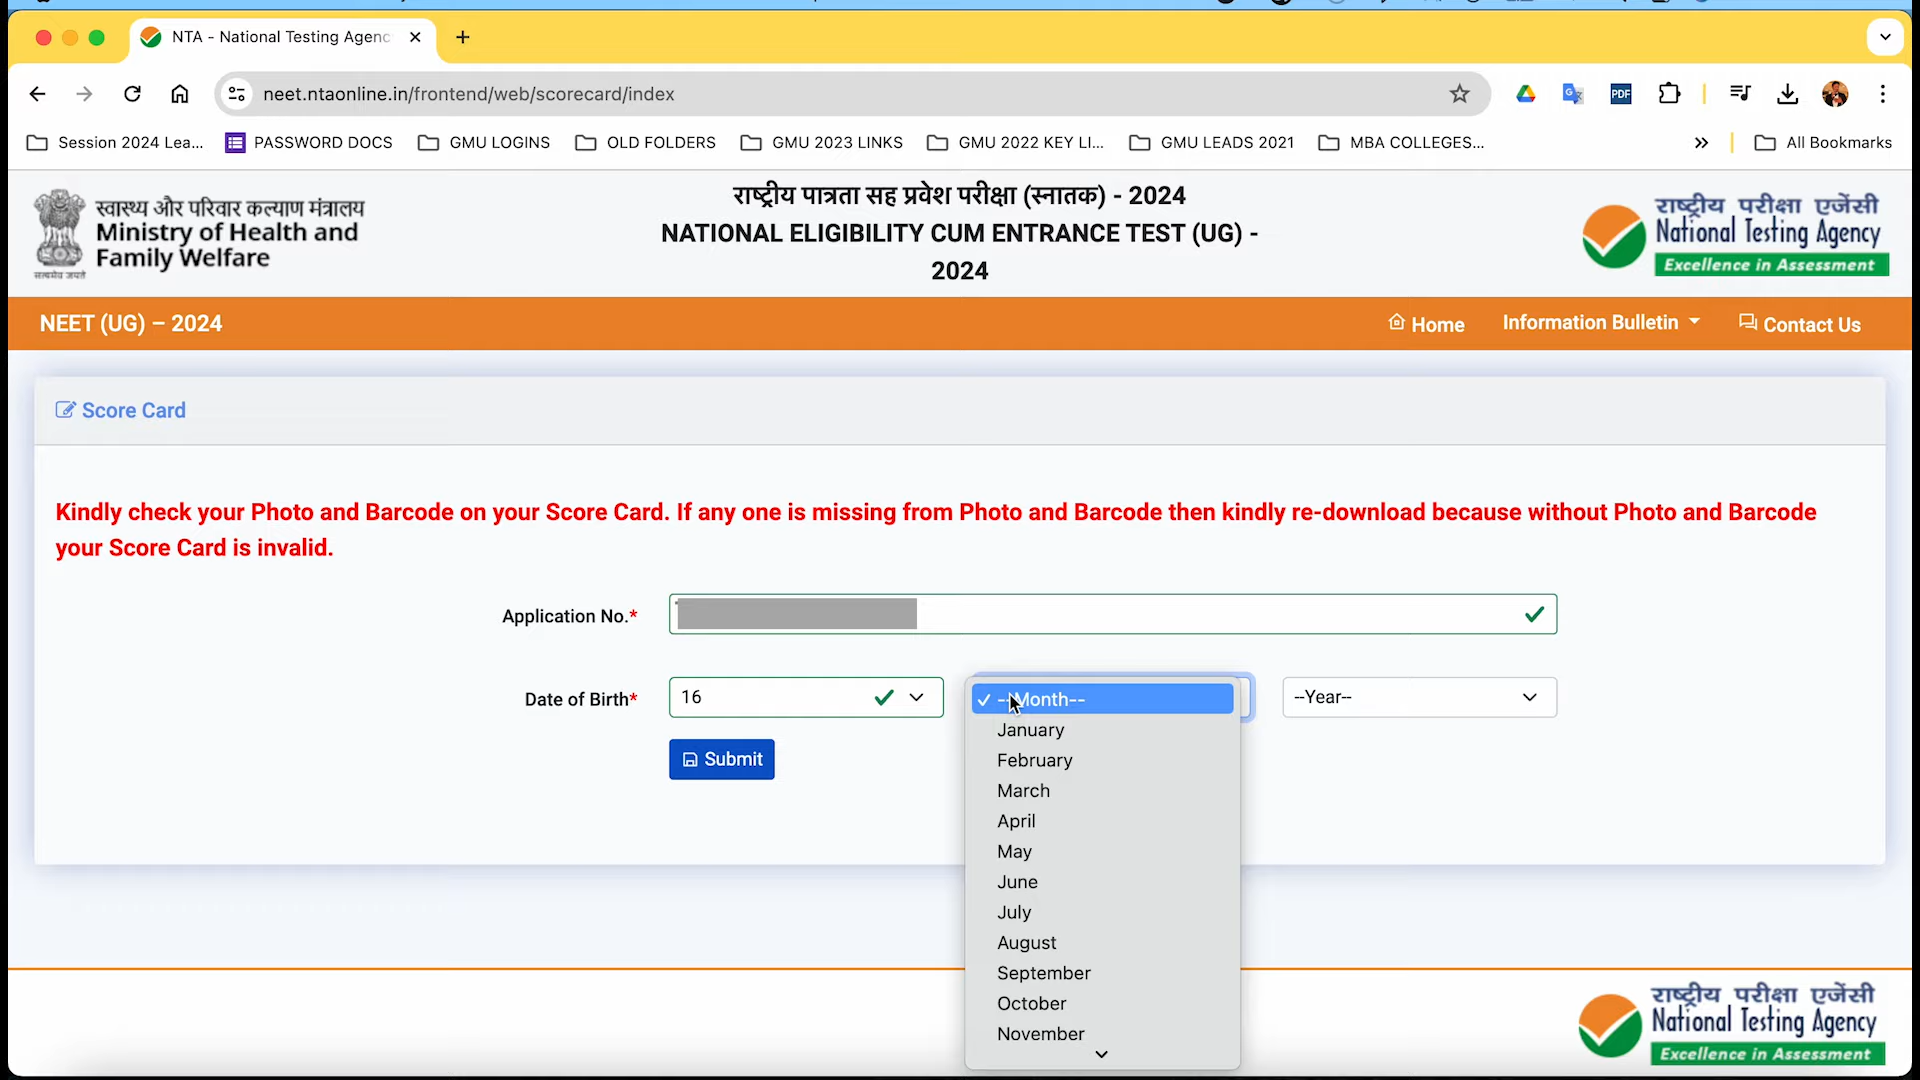 NTA - National Testing Agenc
neet.ntaonline.in/frontend/web/scorecard/index
PDF
Session 2024 Lea...
PASSWORD DOCS
GMU LOGINS
OLD FOLDERS
GMU 2023 LINKS
GMU 2022 KEY LI...
GMU LEADS 2021
MBA COLLEGES...
All Bookmarks
सत्यमेव जयते
स्वास्थ्य और परिवार कल्याण मंत्रालय
Ministry of Health and
Family Welfare
राष्ट्रीय पात्रता सह प्रवेश परीक्षा (स्नातक) - 2024
NATIONAL ELIGIBILITY CUM ENTRANCE TEST (UG) -
2024
राष्ट्रीय परीक्षा एजेंसी
National Testing Agency
Excellence in Assessment
NEET (UG) – 2024
Home
Information Bulletin
Contact Us
Score Card
Kindly check your Photo and Barcode on your Score Card. If any one is missing from Photo and Barcode then kindly re-download because without Photo and Barcode
your Score Card is invalid.
Application No.*
Date of Birth*
16
--Month--
--Year--
January
February
March
April
May
June
July
August
September
October
November
Submit
राष्ट्रीय परीक्षा एजेंसी
National Testing Agency
Excellence in Assessment